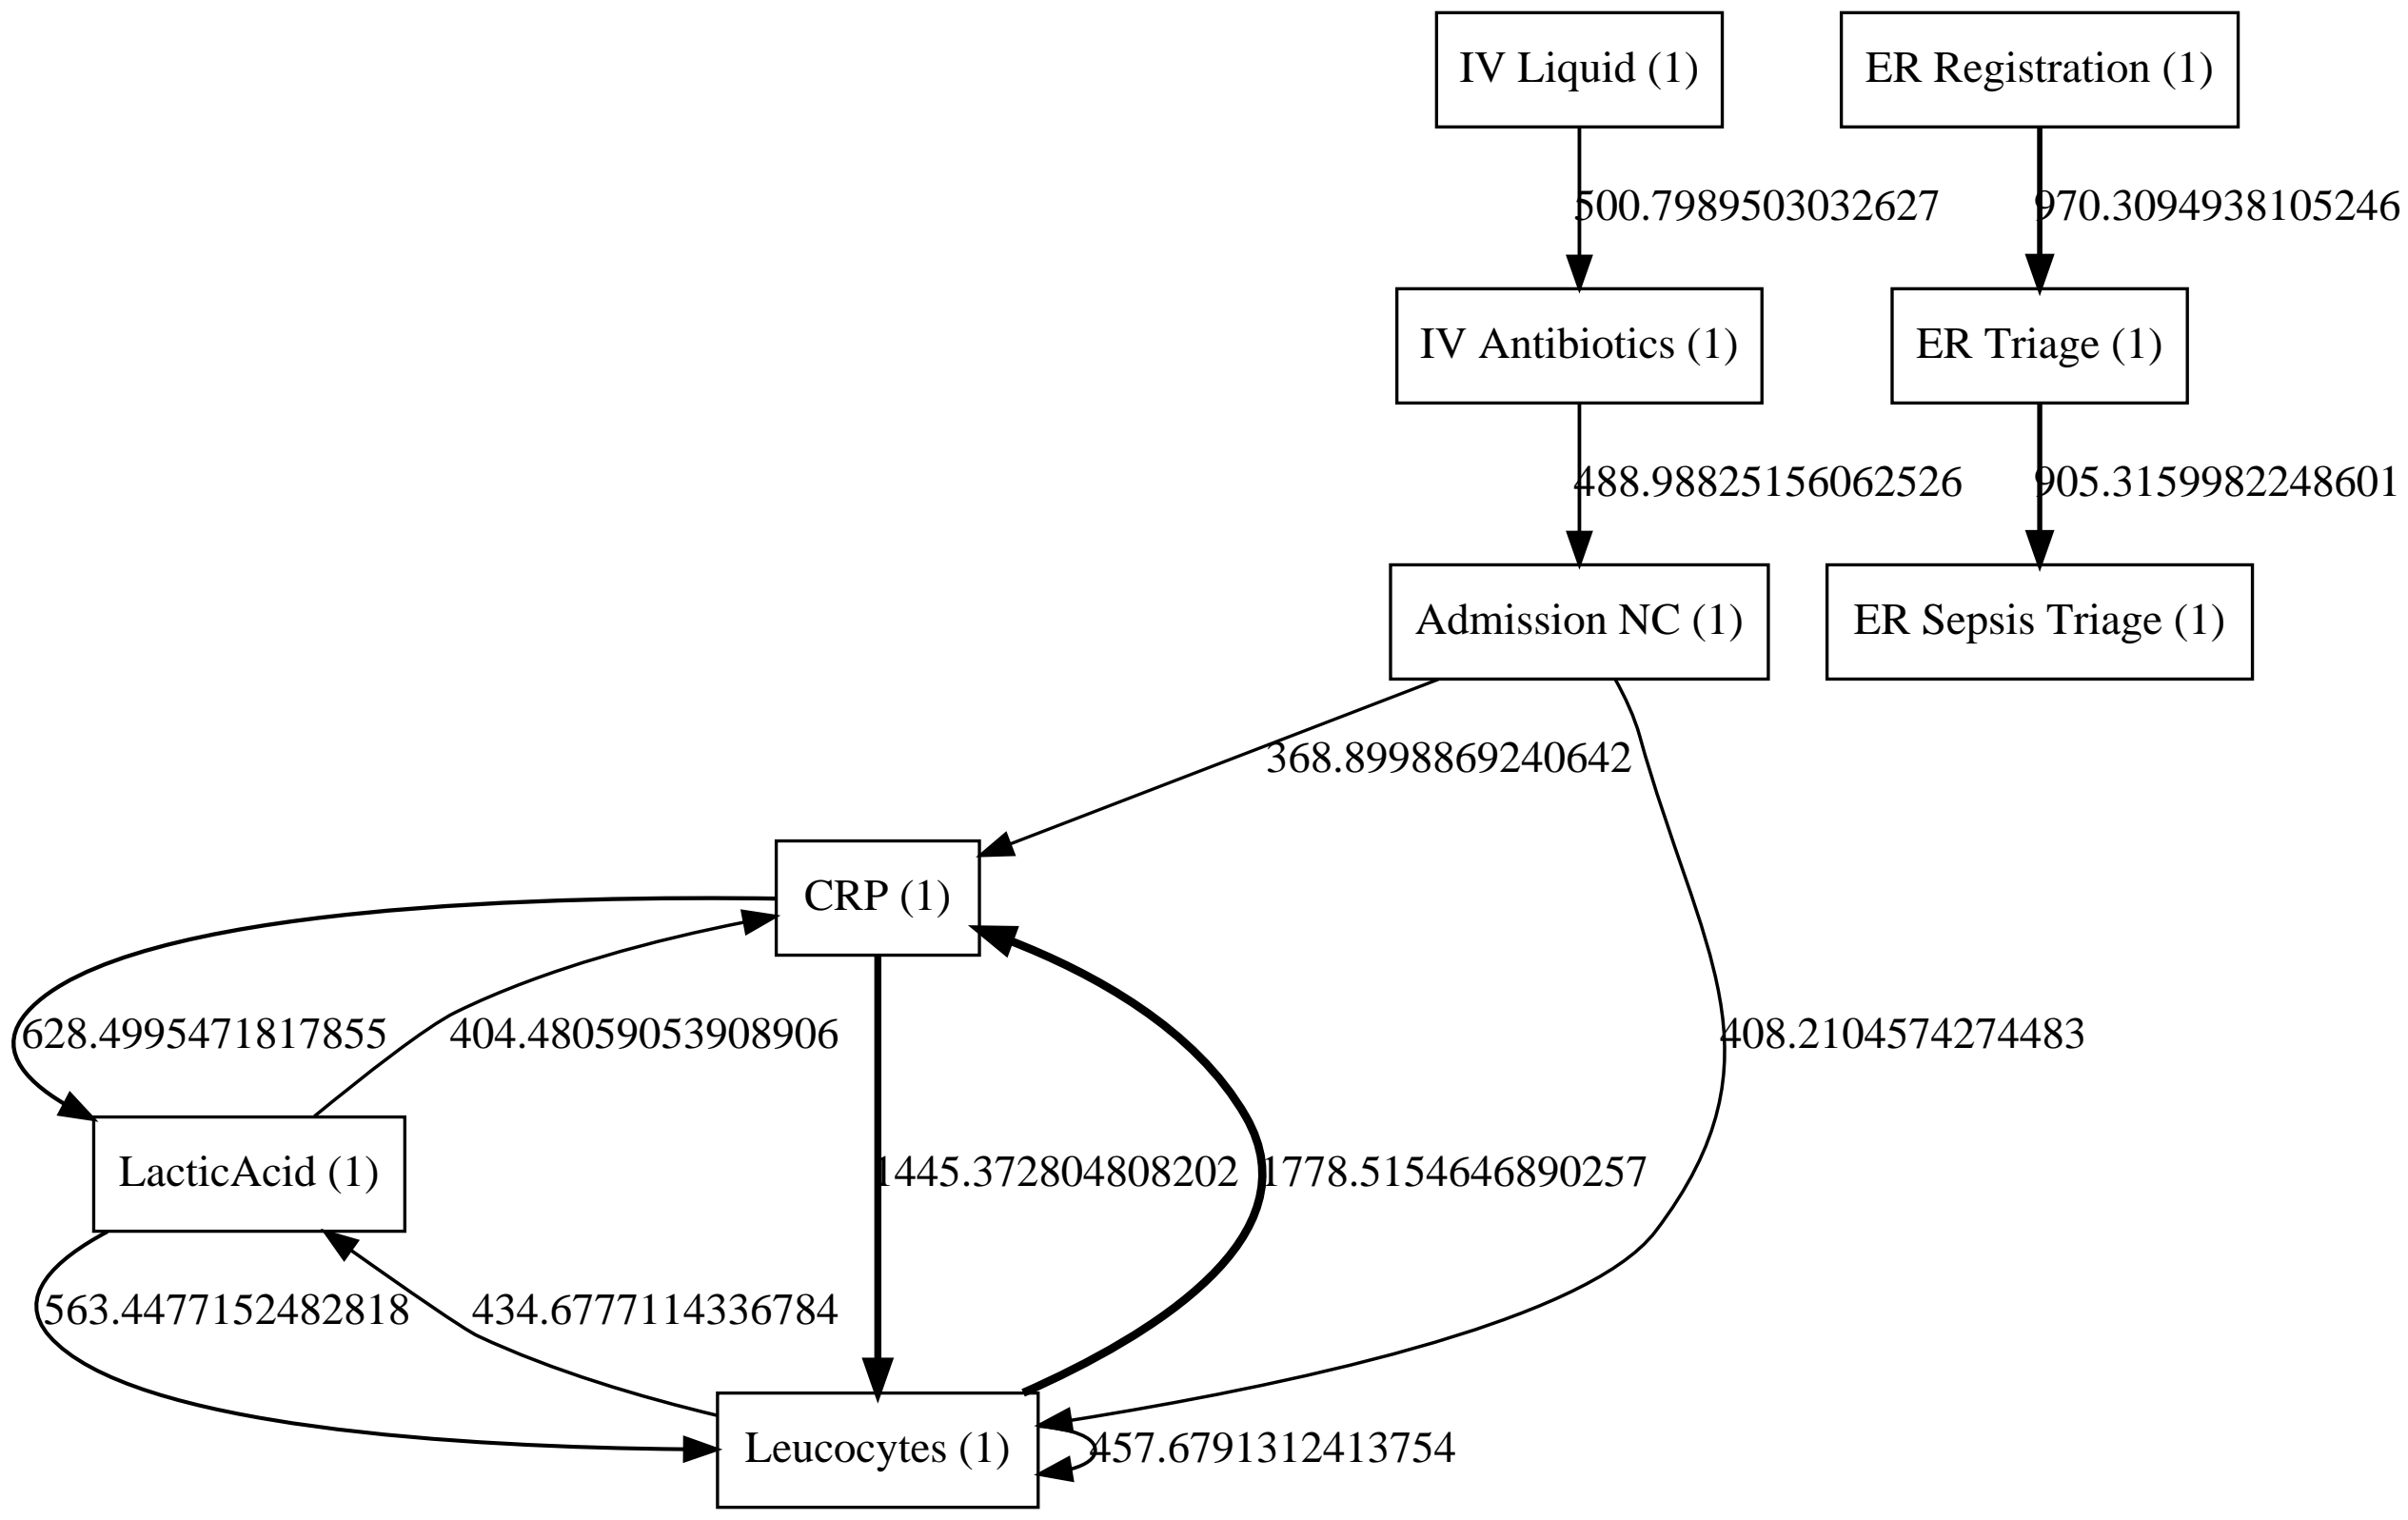 IV Liquid (1)
ER Registration (1)
500.7989503032627
970.3094938105246
IV Antibiotics (1)
ER Triage (1)
488.98825156062526
905.3159982248601
Admission NC (1)
ER Sepsis Triage (1)
368.8998869240642
CRP (1)
628.4995471817855
404.48059053908906
408.2104574274483
LacticAcid (1)
1445.372804808202
1778.5154646890257
563.4477152482818
434.6777114336784
Leucocytes (1)
457.6791312413754